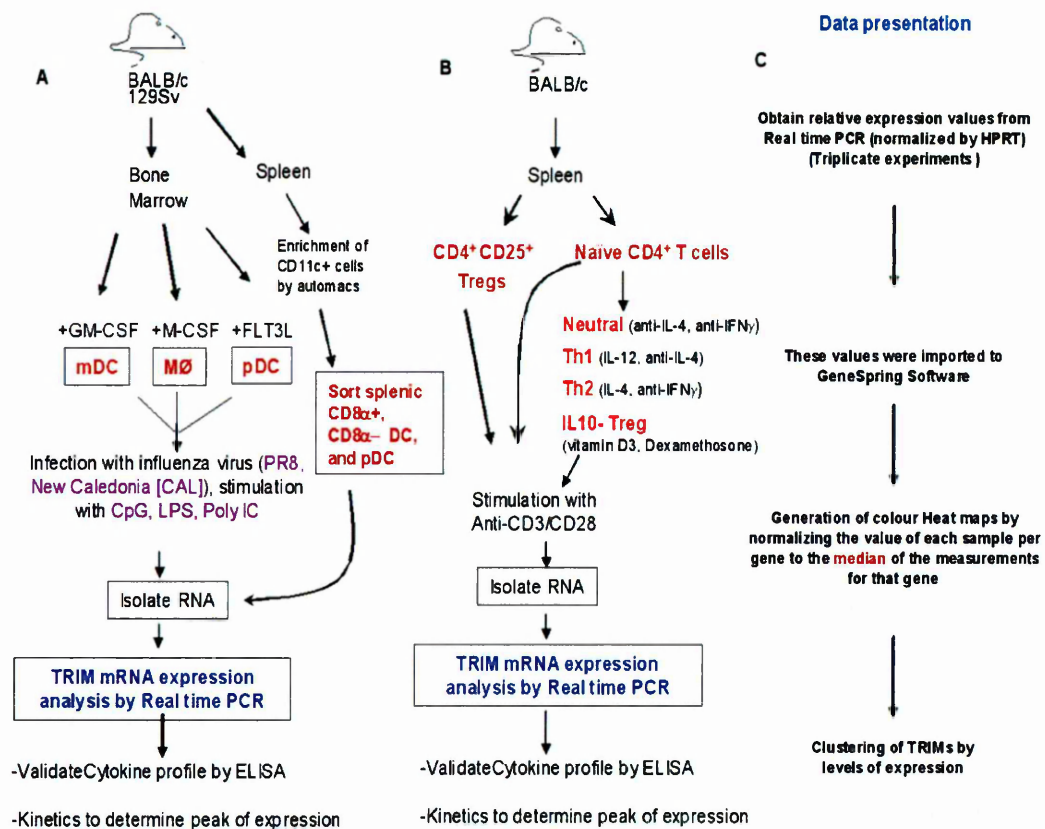 A
BALB/c
129Sv
Bone
Marrow
Spleen
Enrichment of
CD11c+ cells
by automacs
+GM-CSF
+M-CSF
+FLT3L
mDC
MØ
pDC
Sort splenic
CD8α+,
CD8α– DC,
and pDC
Infection with influenza virus (PR8,
New Caledonia [CAL]), stimulation
with CpG, LPS, Poly IC
Isolate RNA
TRIM mRNA expression
analysis by Real time PCR
-ValidateCytokine profile by ELISA
-Kinetics to determine peak of expression
B
BALB/c
Spleen
CD4⁺CD25⁺
Tregs
Naïve CD4⁺ T cells
Neutral (anti-IL-4, anti-IFNγ)
Th1 (IL-12, anti-IL-4)
Th2 (IL-4, anti-IFNγ)
IL10- Treg
(vitamin D3, Dexamethosone)
Stimulation with
Anti-CD3/CD28
Isolate RNA
TRIM mRNA expression
analysis by Real time PCR
-ValidateCytokine profile by ELISA
-Kinetics to determine peak of expression
Data presentation
C
Obtain relative expression values from
Real time PCR (normalized by HPRT)
(Triplicate experiments )
These values were imported to
GeneSpring Software
Generation of colour Heat maps by
normalizing the value of each sample per
gene to the median of the measurements
for that gene
Clustering of TRIMs by
levels of expression